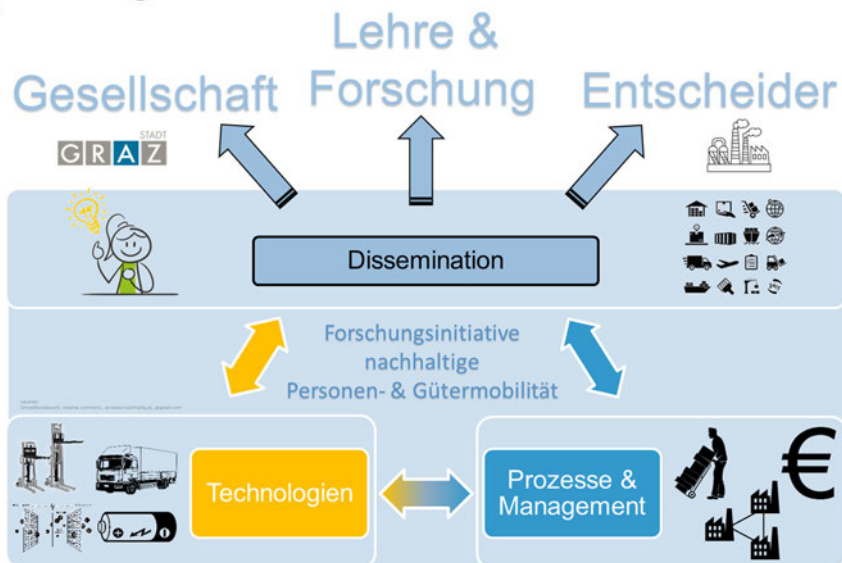 Lehre &
Forschung
Gesellschaft
Entscheider
STADT
GRAZ
Dissemination
Forschungsinitiative
nachhaltige
Personen- & Gütermobilität
Technologien
Prozesse &
Management
€